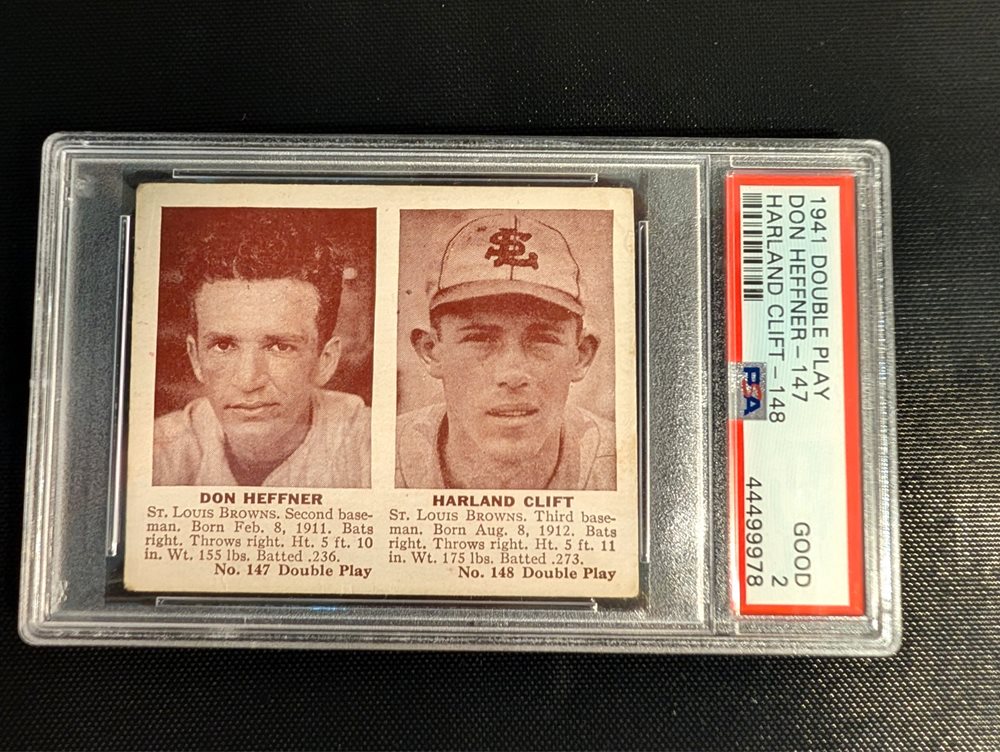 SL
DON HEFFNER
ST. LOUIS BROWNS. Second base-
man. Born Feb. 8, 1911. Bats
right. Throws right. Ht. 5 ft. 10
in. Wt. 155 lbs. Batted .236.
No. 147 Double Play
HARLAND CLIFT
ST. LOUIS BROWNS. Third base-
man. Born Aug. 8, 1912. Bats
right. Throws right. Ht. 5 ft. 11
in. Wt. 175 lbs. Batted .273.
No. 148 Double Play
1941 DOUBLE PLAY
DON HEFFNER - 147
HARLAND CLIFT - 148
PSA
GOOD
2
44499978